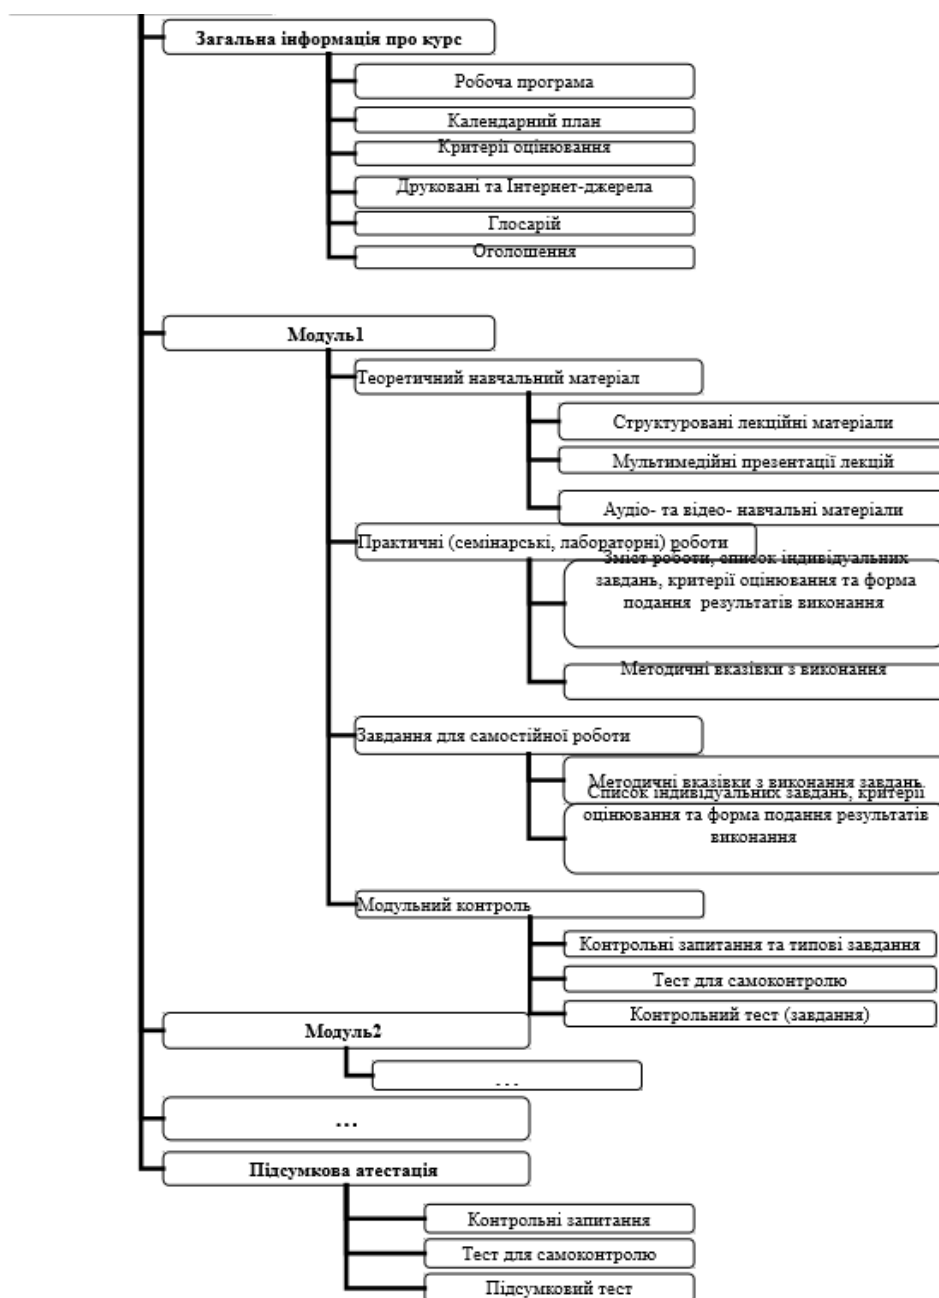 Загальна інформація про курс
Робоча програма
Календарний план
Критерії оцінювання
Друковані та Інтернет-джерела
Глосарій
Оголошення
Модуль1
Теоретичний навчальний матеріал
Структуровані лекційні матеріали
Мультимедійні презентації лекцій
Аудіо- та відео- навчальні матеріали
Практичні (семінарські, лабораторні) роботи
Зміст роботи, список індивідуальних
завдань, критерії оцінювання та форма
подання результатів виконання
Методичні вказівки з виконання
Завдання для самостійної роботи
Методичні вказівки з виконання завдань
Список індивідуальних завдань, критерії
оцінювання та форма подання результатів
виконання
Модульний контроль
Контрольні запитання та типові завдання
Тест для самоконтролю
Контрольний тест (завдання)
Модуль2
...
...
Підсумкова атестація
Контрольні запитання
Тест для самоконтролю
Підсумковий тест